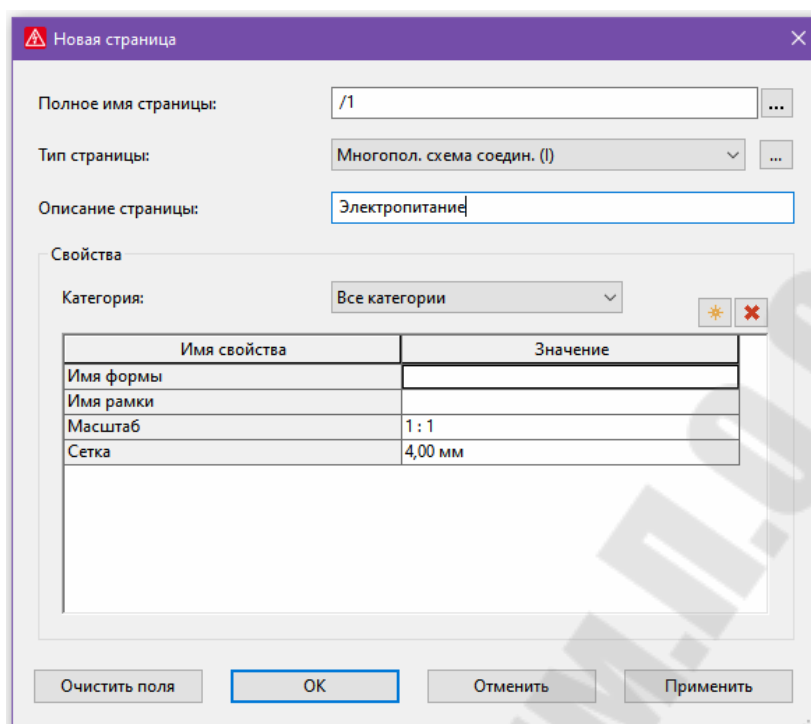 Новая страница
Полное имя страницы: /1 ...
Тип страницы: Многопол. схема соедин. (I) ...
Описание страницы: Электропитание
Свойства
Категория: Все категории
Имя свойства Значение
Имя формы
Имя рамки
Масштаб 1 : 1
Сетка 4,00 мм
Очистить поля OK Отменить Применить